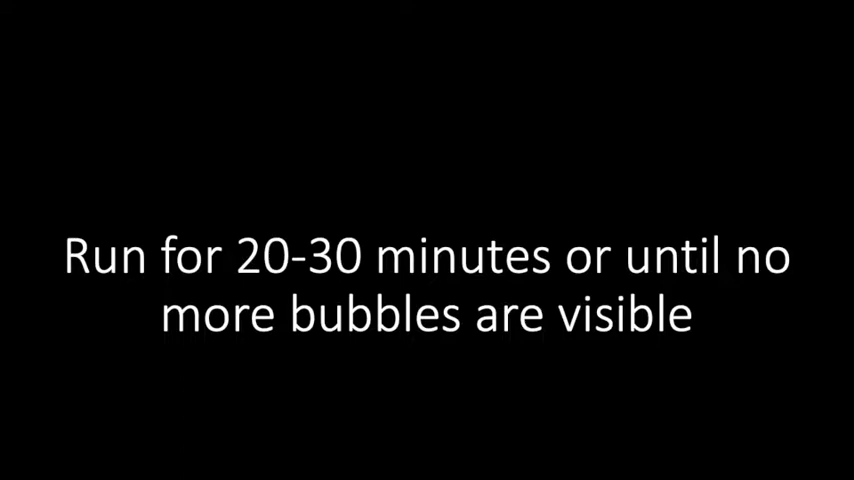 Run for 20-30 minutes or until no
more bubbles are visible